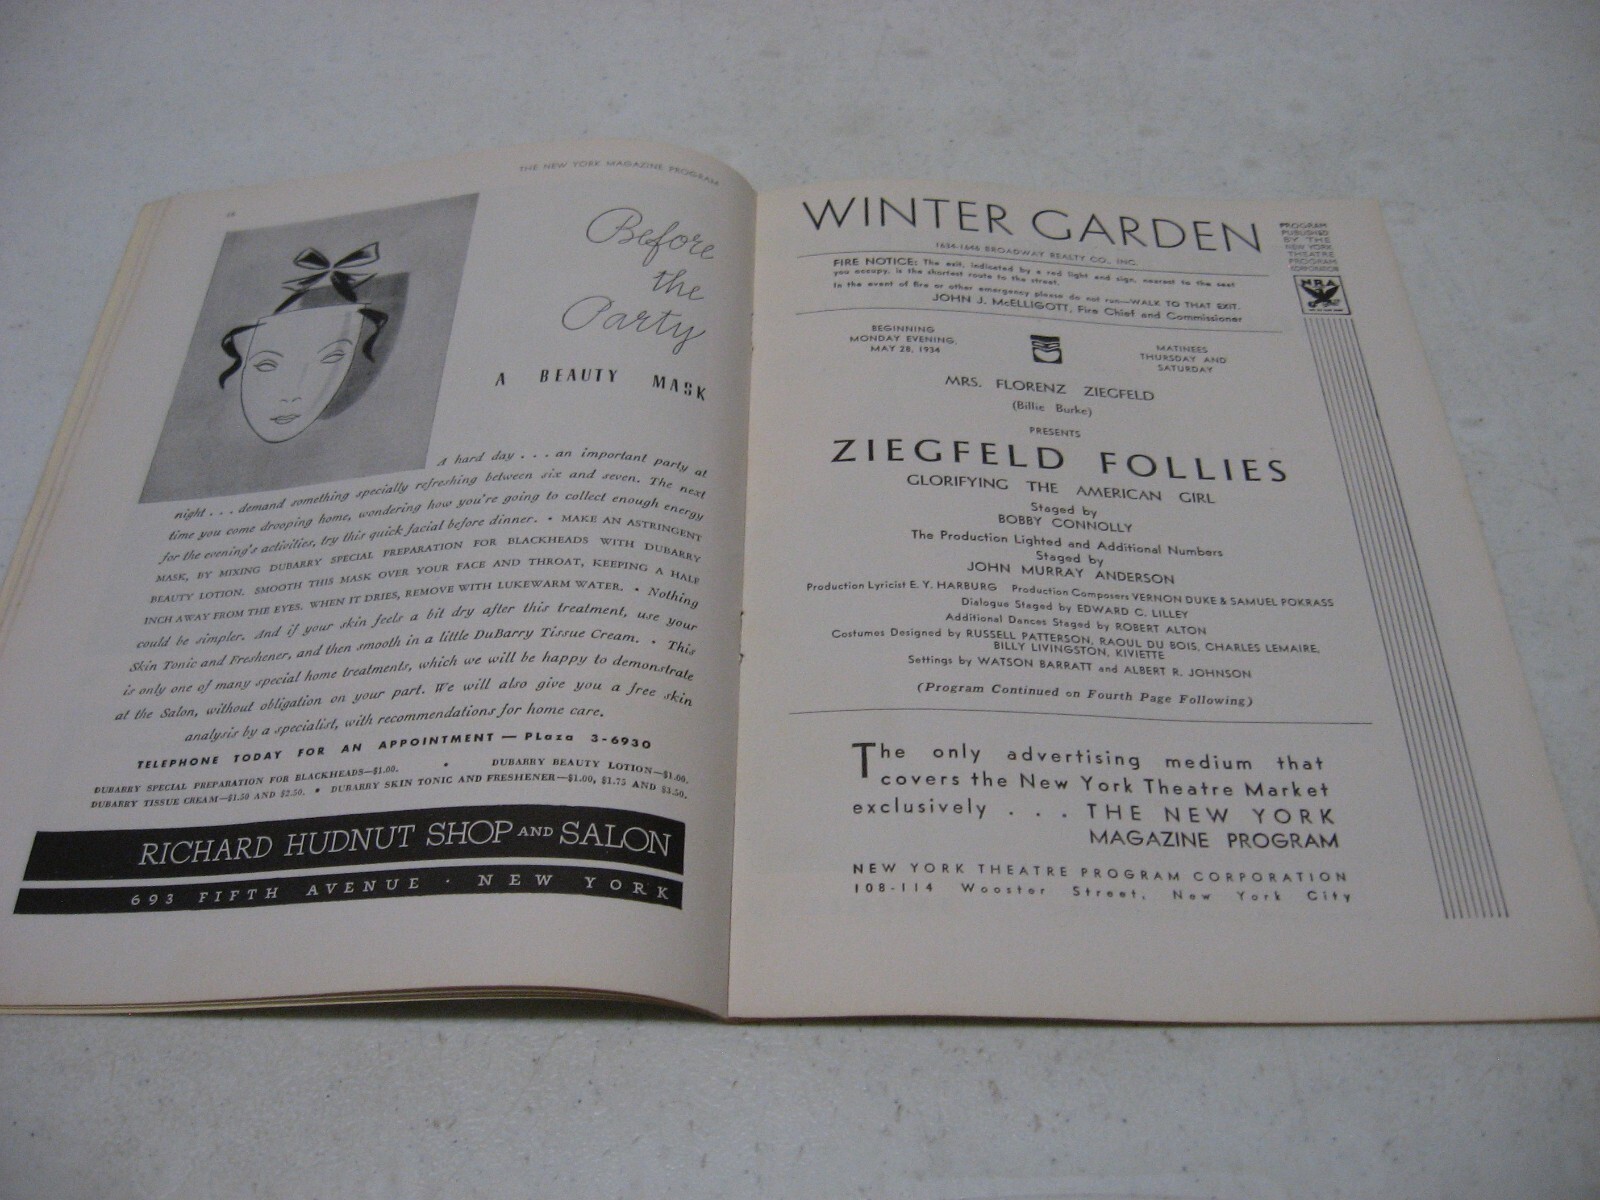 THE NEW YORK MAGAZINE PROGRAM
Before
the
Party
A BEAUTY MASK
A hard day . . . an important party at
night . . . demand something specially refreshing between six and seven. The next
time you come drooping home, wondering how you're going to collect enough energy
for the evening's activities, try this quick facial before dinner. • MAKE AN ASTRINGENT
MASK, BY MIXING DUBARRY SPECIAL PREPARATION FOR BLACKHEADS WITH DUBARRY
BEAUTY LOTION. SMOOTH THIS MASK OVER YOUR FACE AND THROAT, KEEPING A HALF
INCH AWAY FROM THE EYES. WHEN IT DRIES, REMOVE WITH LUKEWARM WATER. • Nothing
could be simpler. And if your skin feels a bit dry after this treatment, use your
Skin Tonic and Freshener, and then smooth in a little DuBarry Tissue Cream. • This
is only one of many special home treatments, which we will be happy to demonstrate
at the Salon, without obligation on your part. We will also give you a free skin
analysis by a specialist, with recommendations for home care.
TELEPHONE TODAY FOR AN APPOINTMENT — PLaza 3-6930
DUBARRY SPECIAL PREPARATION FOR BLACKHEADS—$1.00. • DUBARRY BEAUTY LOTION—$1.00.
DUBARRY TISSUE CREAM—$1.50 AND $2.50. • DUBARRY SKIN TONIC AND FRESHENER—$1.00, $1.75 AND $3.50.
RICHARD HUDNUT SHOP AND SALON
693 FIFTH AVENUE · NEW YORK
WINTER GARDEN
1634-1646 BROADWAY REALTY CO., INC.
FIRE NOTICE: The exit, indicated by a red light and sign, nearest to the seat
you occupy, is the shortest route to the street.
In the event of fire or other emergency please do not run—WALK TO THAT EXIT.
JOHN J. McELLIGOTT, Fire Chief and Commissioner
PROGRAM
PUBLISHED
BY THE
NEW YORK
THEATRE
PROGRAM
CORPORATION
NRA
BEGINNING
MONDAY EVENING,
MAY 28, 1934
MATINEES
THURSDAY AND
SATURDAY
MRS. FLORENZ ZIEGFELD
(Billie Burke)
PRESENTS
ZIEGFELD FOLLIES
GLORIFYING THE AMERICAN GIRL
Staged by
BOBBY CONNOLLY
The Production Lighted and Additional Numbers
Staged by
JOHN MURRAY ANDERSON
Production Lyricist E. Y. HARBURG Production Composers VERNON DUKE & SAMUEL POKRASS
Dialogue Staged by EDWARD C. LILLEY
Additional Dances Staged by ROBERT ALTON
Costumes Designed by RUSSELL PATTERSON, RAOUL DU BOIS, CHARLES LEMAIRE,
BILLY LIVINGSTON, KIVIETTE
Settings by WATSON BARRATT and ALBERT R. JOHNSON
(Program Continued on Fourth Page Following)
The only advertising medium that
covers the New York Theatre Market
exclusively . . . THE NEW YORK
MAGAZINE PROGRAM
NEW YORK THEATRE PROGRAM CORPORATION
108-114 Wooster Street, New York City